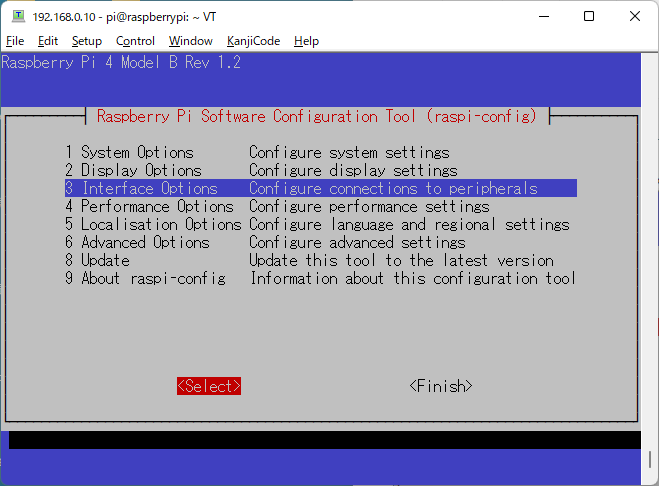 192.168.0.10 - pi@raspberrypi: ~ VT
File Edit Setup Control Window KanjiCode Help
Raspberry Pi 4 Model B Rev 1.2
Raspberry Pi Software Configuration Tool (raspi-config)
1 System Options Configure system settings
2 Display Options Configure display settings
3 Interface Options Configure connections to peripherals
4 Performance Options Configure performance settings
5 Localisation Options Configure language and regional settings
6 Advanced Options Configure advanced settings
8 Update Update this tool to the latest version
9 About raspi-config Information about this configuration tool
<Select> <Finish>